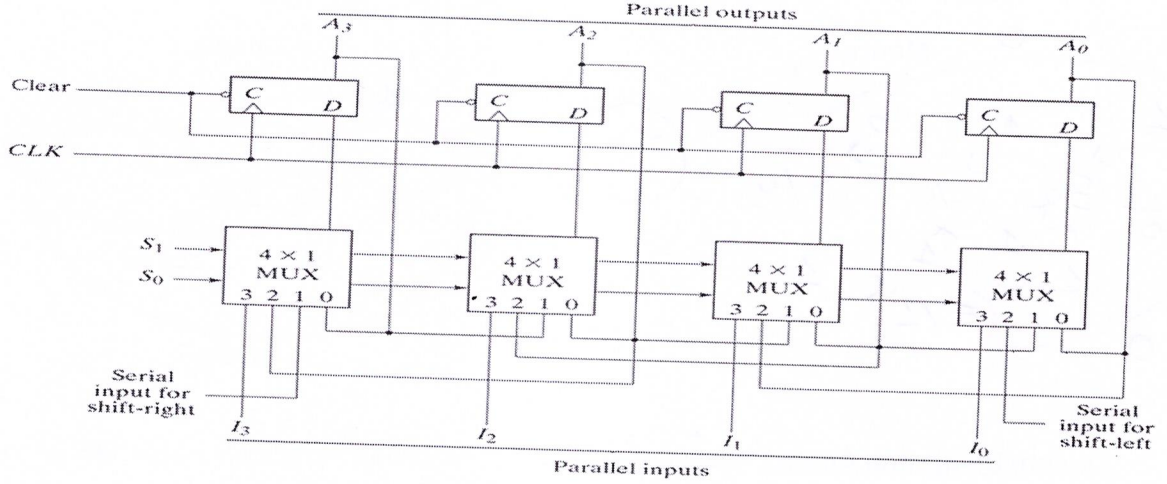 Parallel outputs
A3 A2 A1 A0
Clear
C D C D C D C D
CLK
S1
S0
4 × 1 MUX 4 × 1 MUX 4 × 1 MUX 4 × 1 MUX
3 2 1 0 3 2 1 0 3 2 1 0 3 2 1 0
Serial
input for
shift-right
Serial
input for
shift-left
I3 I2 I1 I0
Parallel inputs